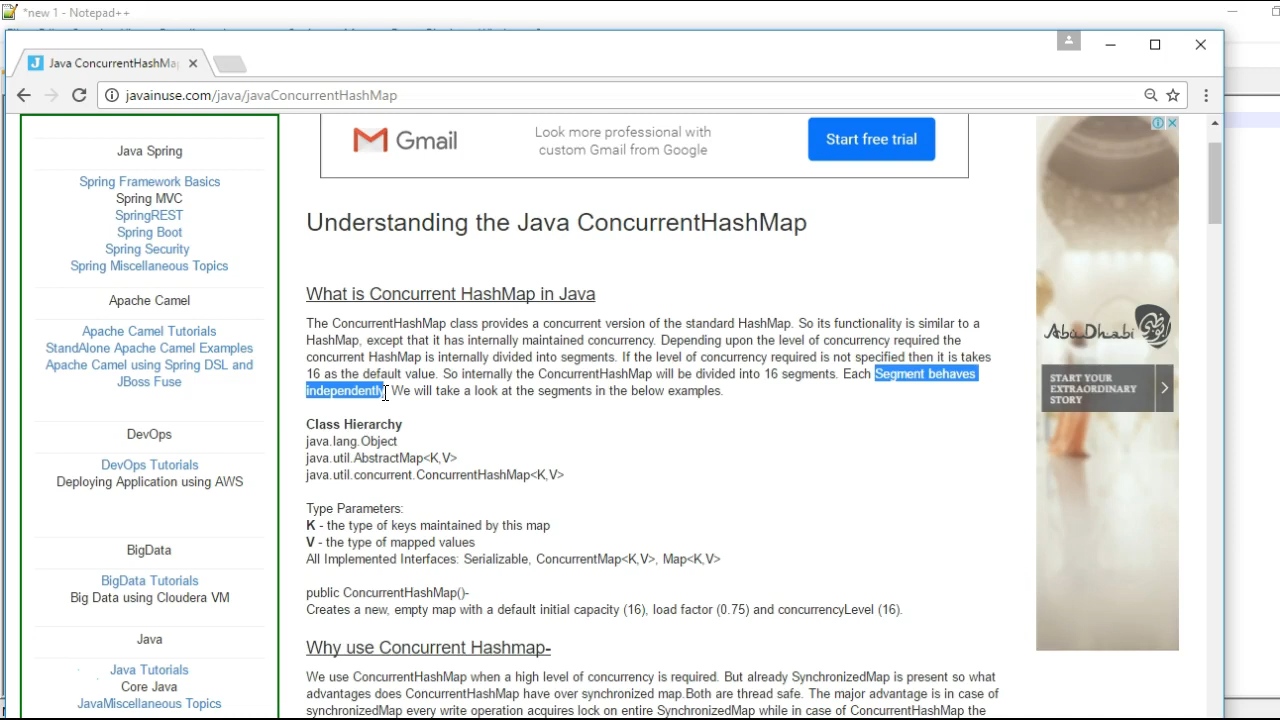 *new 1 - Notepad++
Java ConcurrentHashMa
javainuse.com/java/javaConcurrentHashMap
Java Spring
Spring Framework Basics
Spring MVC
SpringREST
Spring Boot
Spring Security
Spring Miscellaneous Topics
Apache Camel
Apache Camel Tutorials
StandAlone Apache Camel Examples
Apache Camel using Spring DSL and
JBoss Fuse
DevOps
DevOps Tutorials
Deploying Application using AWS
BigData
BigData Tutorials
Big Data using Cloudera VM
Java
Java Tutorials
Core Java
JavaMiscellaneous Topics
Gmail
Look more professional with
custom Gmail from Google
Start free trial
Understanding the Java ConcurrentHashMap
What is Concurrent HashMap in Java
The ConcurrentHashMap class provides a concurrent version of the standard HashMap. So its functionality is similar to a
HashMap, except that it has internally maintained concurrency. Depending upon the level of concurrency required the
concurrent HashMap is internally divided into segments. If the level of concurrency required is not specified then it is takes
16 as the default value. So internally the ConcurrentHashMap will be divided into 16 segments. Each Segment behaves
independently. We will take a look at the segments in the below examples.
Class Hierarchy
java.lang.Object
java.util.AbstractMap<K,V>
java.util.concurrent.ConcurrentHashMap<K,V>
Type Parameters:
K - the type of keys maintained by this map
V - the type of mapped values
All Implemented Interfaces: Serializable, ConcurrentMap<K,V>, Map<K,V>
public ConcurrentHashMap()-
Creates a new, empty map with a default initial capacity (16), load factor (0.75) and concurrencyLevel (16).
Why use Concurrent Hashmap-
We use ConcurrentHashMap when a high level of concurrency is required. But already SynchronizedMap is present so what
advantages does ConcurrentHashMap have over synchronized map.Both are thread safe. The major advantage is in case of
synchronizedMap every write operation acquires lock on entire SynchronizedMap while in case of ConcurrentHashMap the
Abu Dhabi
START YOUR
EXTRAORDINARY
STORY